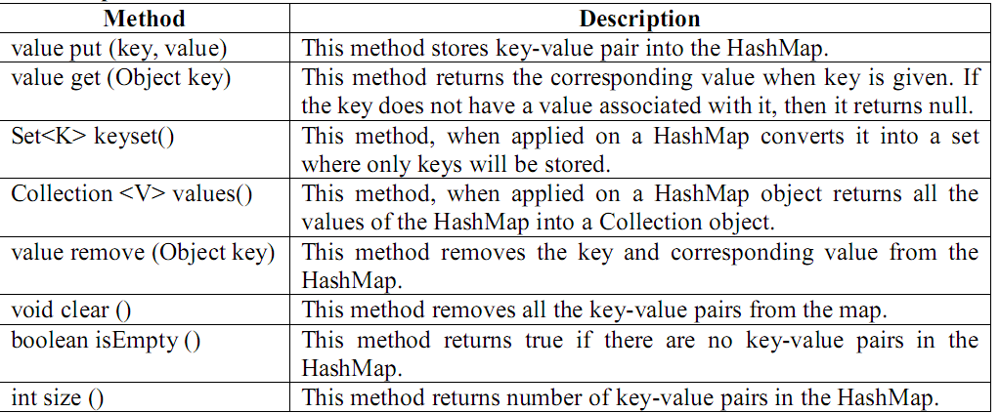 Method Description
value put (key, value) This method stores key-value pair into the HashMap.
value get (Object key) This method returns the corresponding value when key is given. If
the key does not have a value associated with it, then it returns null.
Set<K> keyset() This method, when applied on a HashMap converts it into a set
where only keys will be stored.
Collection <V> values() This method, when applied on a HashMap object returns all the
values of the HashMap into a Collection object.
value remove (Object key) This method removes the key and corresponding value from the
HashMap.
void clear () This method removes all the key-value pairs from the map.
boolean isEmpty () This method returns true if there are no key-value pairs in the
HashMap.
int size () This method returns number of key-value pairs in the HashMap.